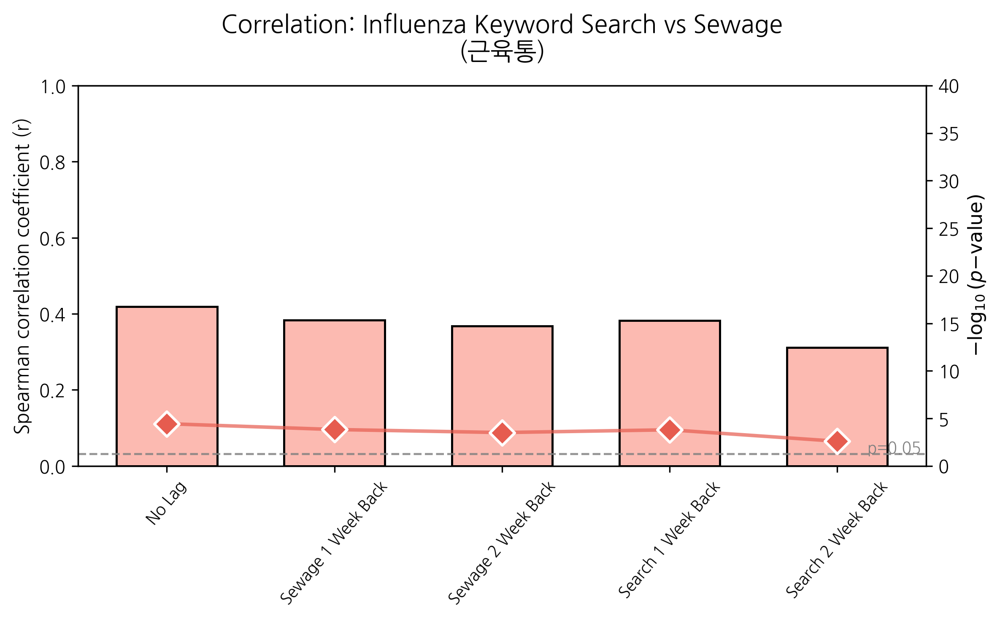 Correlation: Influenza Keyword Search vs Sewage
(근육통)
Spearman correlation coefficient (r)
1.0
0.8
0.6
0.4
0.2
0.0
40
35
30
25
20
15
10
5
0
−log₁₀ (p−value)
p=0.05
No Lag
Sewage 1 Week Back
Sewage 2 Week Back
Search 1 Week Back
Search 2 Week Back